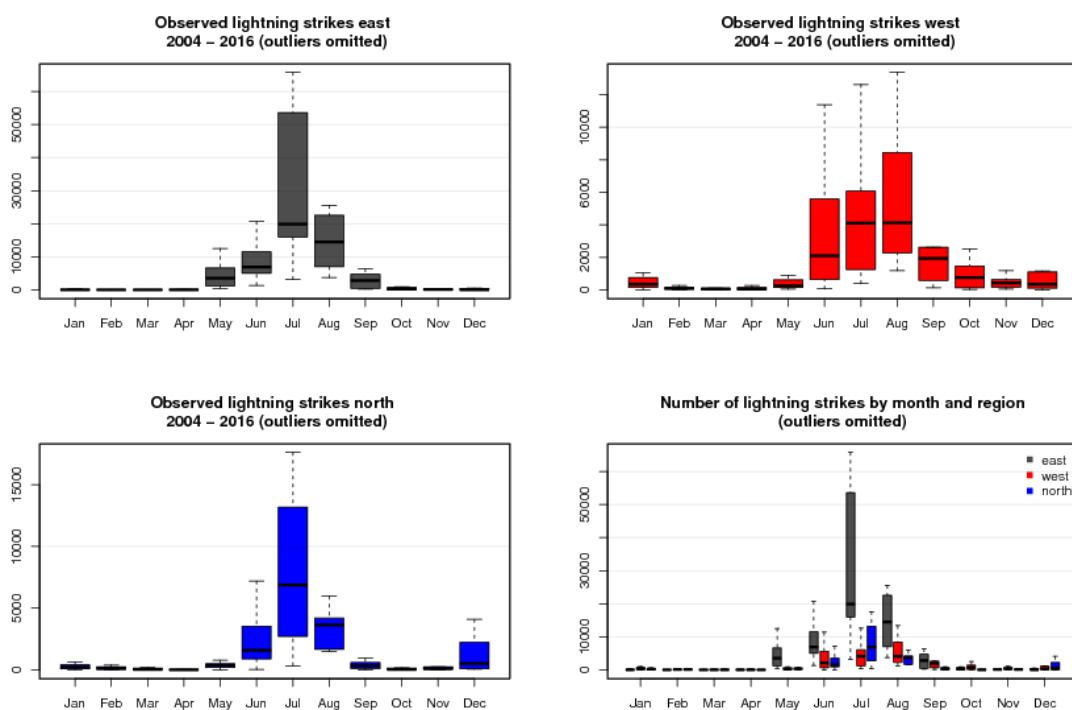 Observed lightning strikes east
2004 – 2016 (outliers omitted)
50000
30000
10000
0
Jan Feb Mar Apr May Jun Jul Aug Sep Oct Nov Dec
Observed lightning strikes west
2004 – 2016 (outliers omitted)
10000
6000
2000
0
Jan Feb Mar Apr May Jun Jul Aug Sep Oct Nov Dec
Observed lightning strikes north
2004 – 2016 (outliers omitted)
15000
10000
5000
0
Jan Feb Mar Apr May Jun Jul Aug Sep Oct Nov Dec
Number of lightning strikes by month and region
(outliers omitted)
east
west
north
50000
30000
10000
0
Jan Feb Mar Apr May Jun Jul Aug Sep Oct Nov Dec